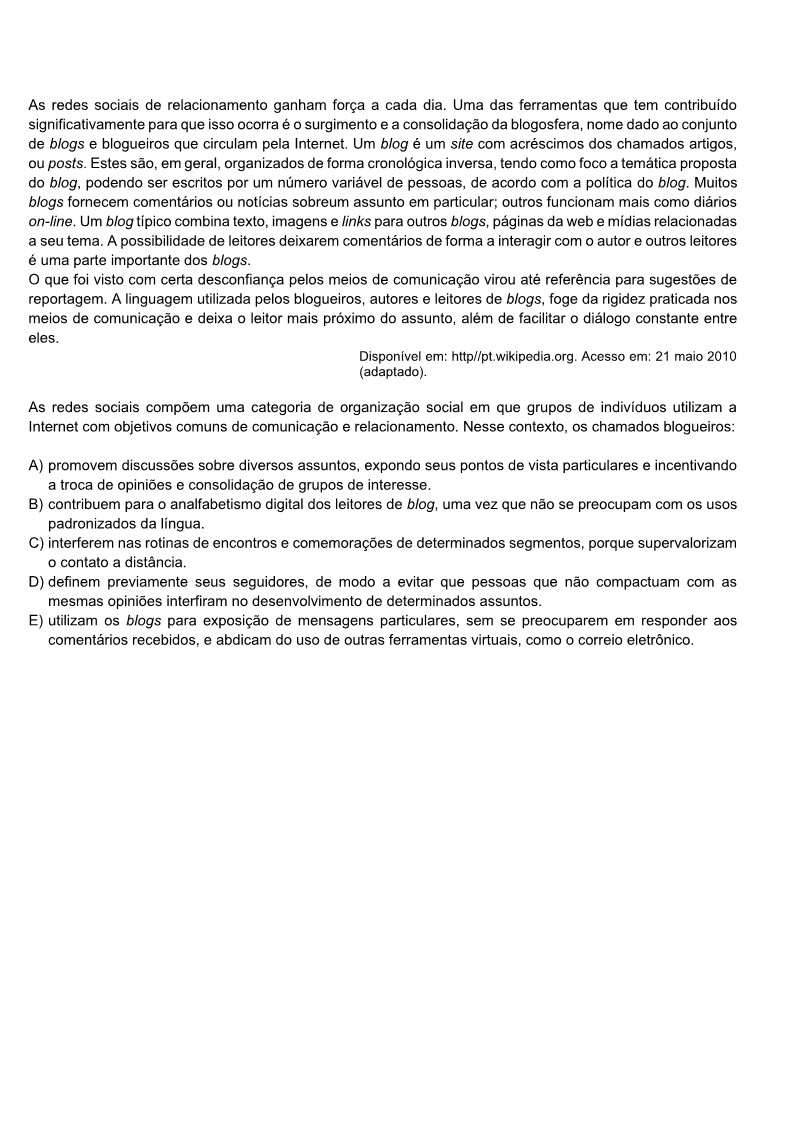 As redes sociais de relacionamento ganham força a cada dia. Uma das ferramentas que tem contribuído
significativamente para que isso ocorra é o surgimento e a consolidação da blogosfera, nome dado ao conjunto
de blogs e blogueiros que circulam pela Internet. Um blog é um site com acréscimos dos chamados artigos,
ou posts. Estes são, em geral, organizados de forma cronológica inversa, tendo como foco a temática proposta
do blog, podendo ser escritos por um número variável de pessoas, de acordo com a política do blog. Muitos
blogs fornecem comentários ou notícias sobreum assunto em particular; outros funcionam mais como diários
on-line. Um blog típico combina texto, imagens e links para outros blogs, páginas da web e mídias relacionadas
a seu tema. A possibilidade de leitores deixarem comentários de forma a interagir com o autor e outros leitores
é uma parte importante dos blogs.
O que foi visto com certa desconfiança pelos meios de comunicação virou até referência para sugestões de
reportagem. A linguagem utilizada pelos blogueiros, autores e leitores de blogs, foge da rigidez praticada nos
meios de comunicação e deixa o leitor mais próximo do assunto, além de facilitar o diálogo constante entre
eles.
Disponível em: http//pt.wikipedia.org. Acesso em: 21 maio 2010
(adaptado).
As redes sociais compõem uma categoria de organização social em que grupos de indivíduos utilizam a
Internet com objetivos comuns de comunicação e relacionamento. Nesse contexto, os chamados blogueiros:
A) promovem discussões sobre diversos assuntos, expondo seus pontos de vista particulares e incentivando
a troca de opiniões e consolidação de grupos de interesse.
B) contribuem para o analfabetismo digital dos leitores de blog, uma vez que não se preocupam com os usos
padronizados da língua.
C) interferem nas rotinas de encontros e comemorações de determinados segmentos, porque supervalorizam
o contato a distância.
D) definem previamente seus seguidores, de modo a evitar que pessoas que não compactuam com as
mesmas opiniões interfiram no desenvolvimento de determinados assuntos.
E) utilizam os blogs para exposição de mensagens particulares, sem se preocuparem em responder aos
comentários recebidos, e abdicam do uso de outras ferramentas virtuais, como o correio eletrônico.